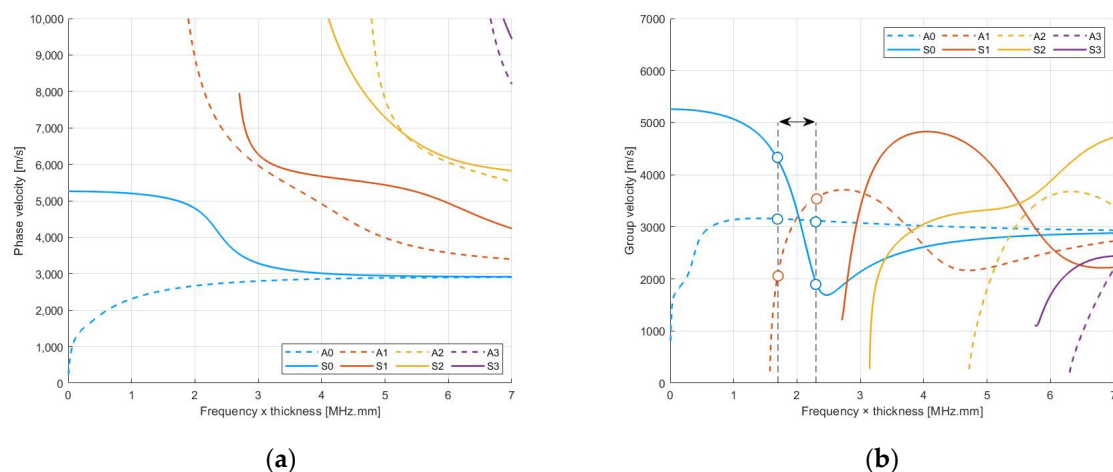 10,000
9,000
8,000
7,000
6,000
5,000
4,000
3,000
2,000
1,000
0
Phase velocity [m/s]
A0 A1 A2 A3
S0 S1 S2 S3
0 1 2 3 4 5 6 7
Frequency x thickness [MHz.mm]
(a)
7000
6000
5000
4000
3000
2000
1000
0
Group velocity [m/s]
A0 A1 A2 A3
S0 S1 S2 S3
0 1 2 3 4 5 6 7
Frequency × thickness [MHz.mm]
(b)